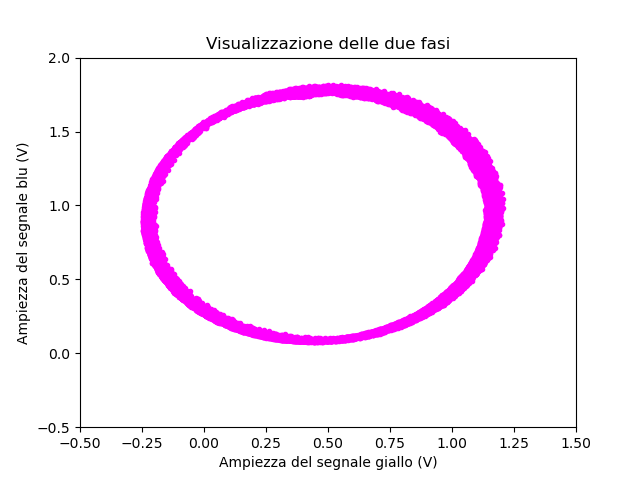 Visualizzazione delle due fasi
2.0
1.5
1.0
0.5
0.0
−0.5
Ampiezza del segnale blu (V)
−0.50 −0.25 0.00 0.25 0.50 0.75 1.00 1.25 1.50
Ampiezza del segnale giallo (V)